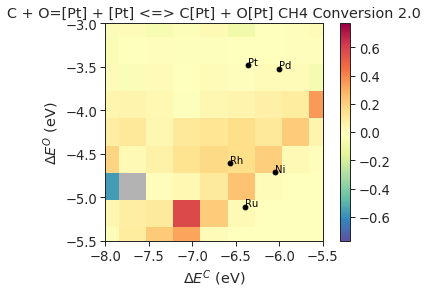 C + O=[Pt] + [Pt] <=> C[Pt] + O[Pt] CH4 Conversion 2.0
−3.0
−3.5
−4.0
−4.5
−5.0
−5.5
ΔE^O (eV)
Pt
Pd
Rh
Ni
Ru
−8.0 −7.5 −7.0 −6.5 −6.0 −5.5
ΔE^C (eV)
0.6
0.4
0.2
0.0
−0.2
−0.4
−0.6